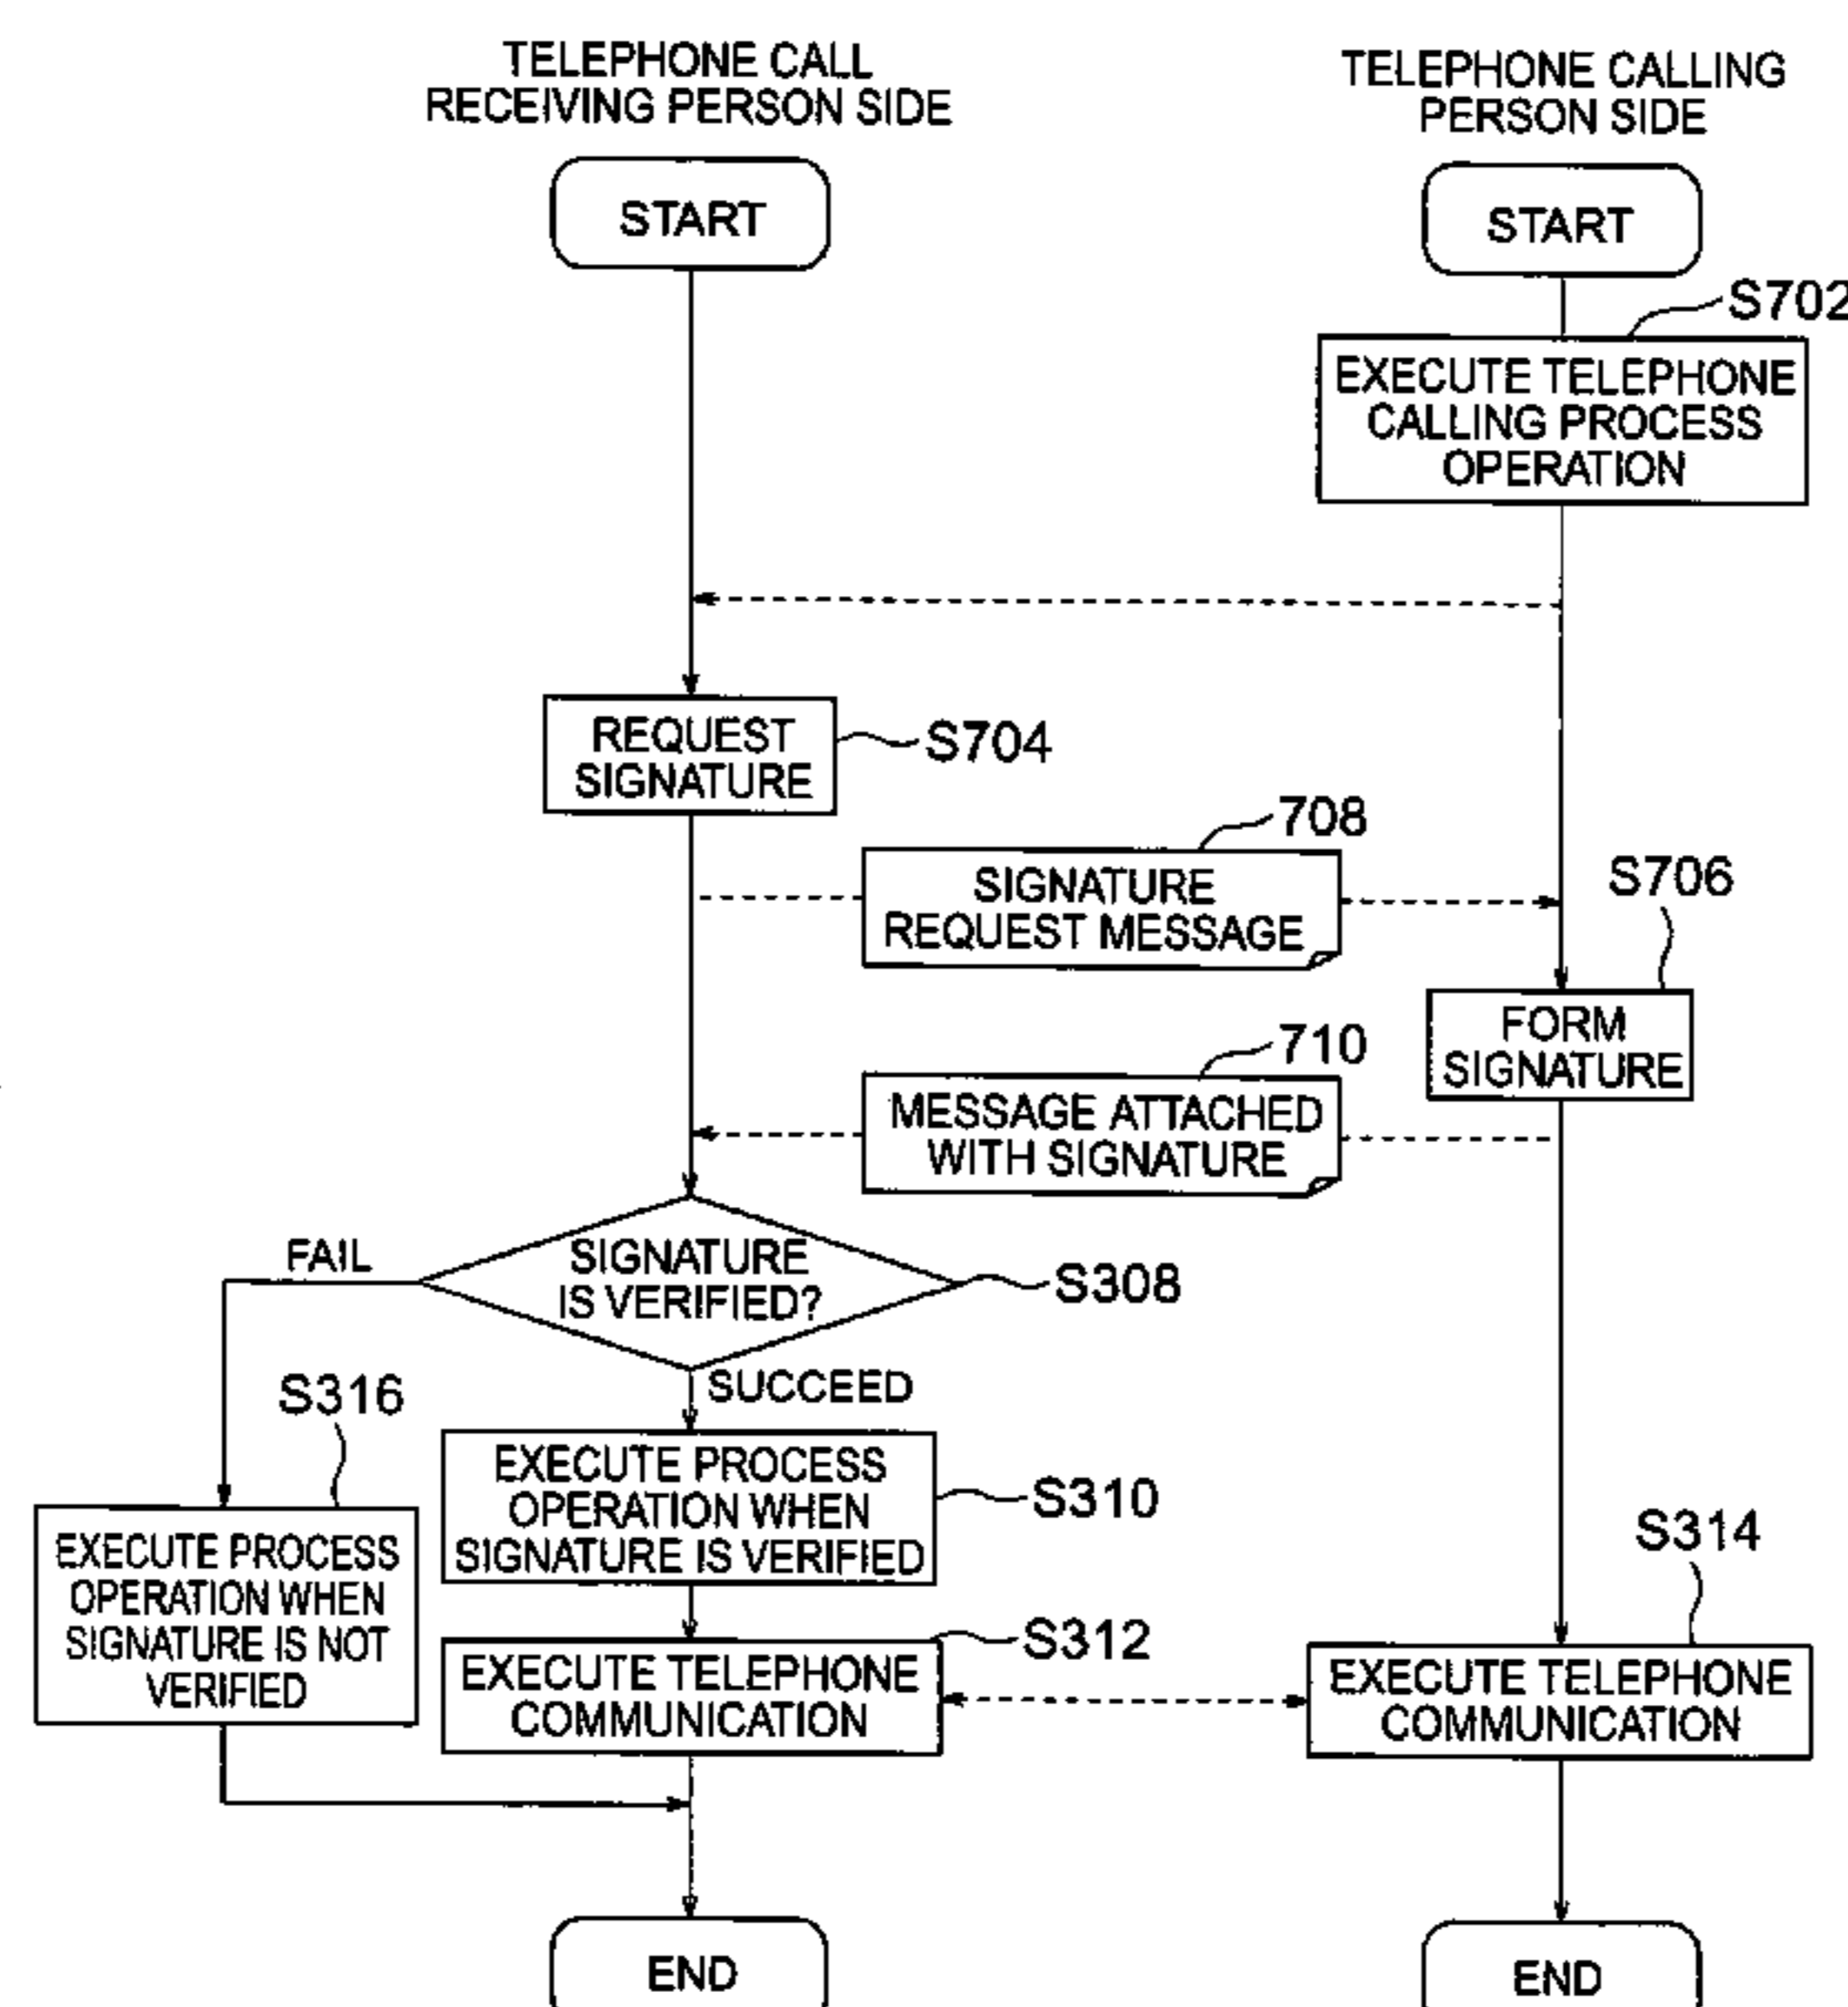 TELEPHONE CALL
RECEIVING PERSON SIDE
TELEPHONE CALLING
PERSON SIDE
START
START
S702
EXECUTE TELEPHONE
CALLING PROCESS
OPERATION
REQUEST
SIGNATURE
S704
708
SIGNATURE
REQUEST MESSAGE
S706
FORM
SIGNATURE
710
MESSAGE ATTACHED
WITH SIGNATURE
FAIL
SIGNATURE
IS VERIFIED?
S308
SUCCEED
S316
EXECUTE PROCESS
OPERATION WHEN
SIGNATURE IS VERIFIED
S310
EXECUTE PROCESS
OPERATION WHEN
SIGNATURE IS NOT
VERIFIED
S314
S312
EXECUTE TELEPHONE
COMMUNICATION
EXECUTE TELEPHONE
COMMUNICATION
END
END